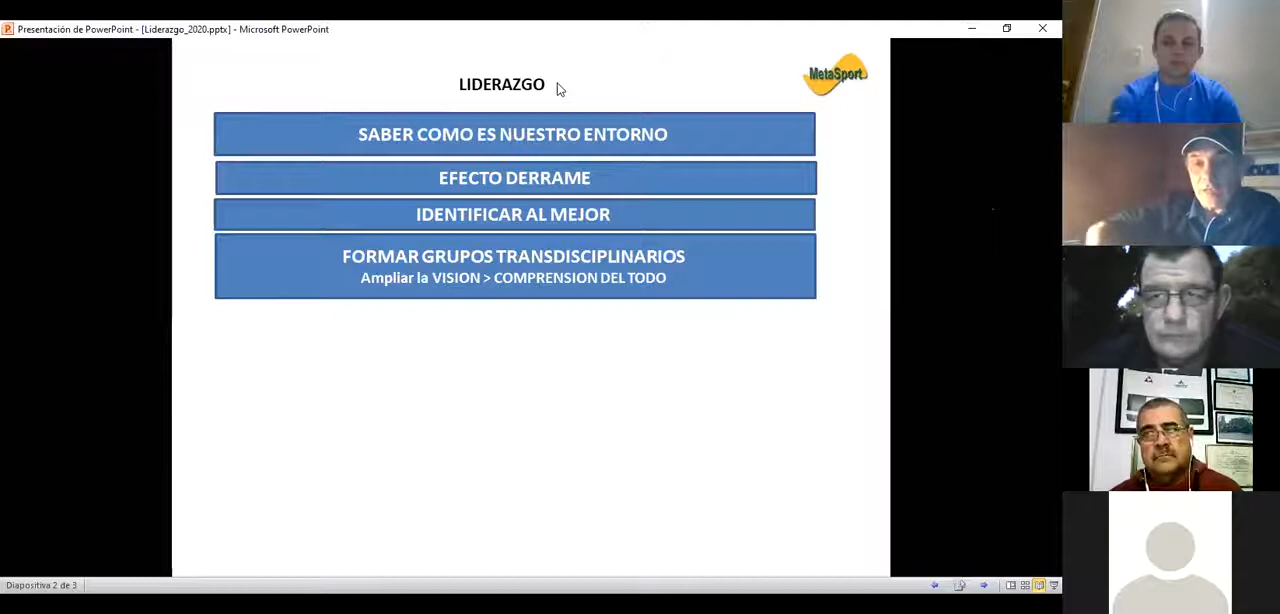 Presentación de PowerPoint - [Liderazgo_2020.pptx] - Microsoft PowerPoint
LIDERAZGO
MetaSport
SABER COMO ES NUESTRO ENTORNO
EFECTO DERRAME
IDENTIFICAR AL MEJOR
FORMAR GRUPOS TRANSDISCIPLINARIOS
Ampliar la VISION > COMPRENSION DEL TODO
Diapositiva 2 de 3